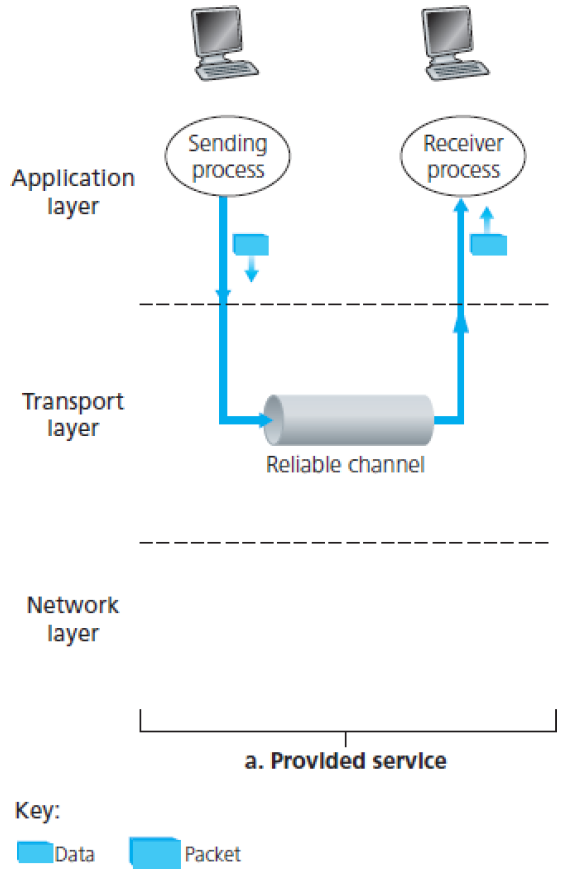 Sending
process
Receiver
process
Application
layer
Transport
layer
Reliable channel
Network
layer
a. Provided service
Key:
Data
Packet